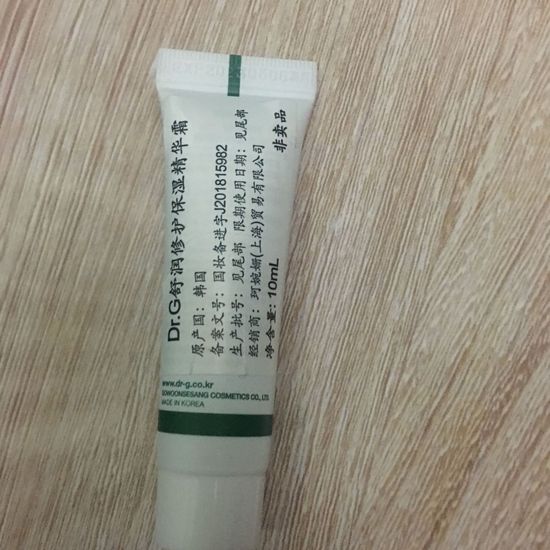 Dr.G舒润修护保湿精华霜
原产国：韩国
备案文号：国妆备进字J201815982
生产批号：见尾部 限期使用日期：见尾部
经销商：珂婉姗(上海)贸易有限公司
净含量：10mL
非卖品
www.dr-g.co.kr
GOWOONSESANG COSMETICS CO., LTD.
MADE IN KOREA